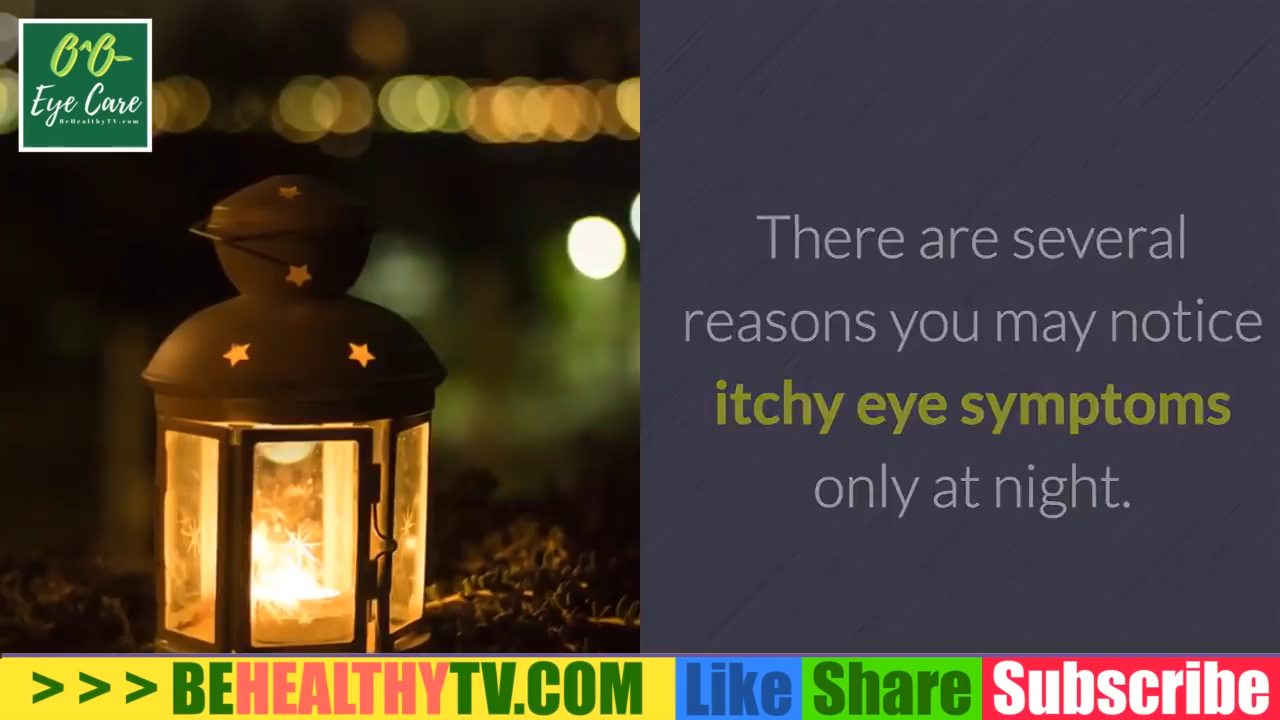 Eye Care
BeHealthyTV.com
There are several
reasons you may notice
itchy eye symptoms
only at night.
> > > BEHEALTHYTV.COM Like Share Subscribe